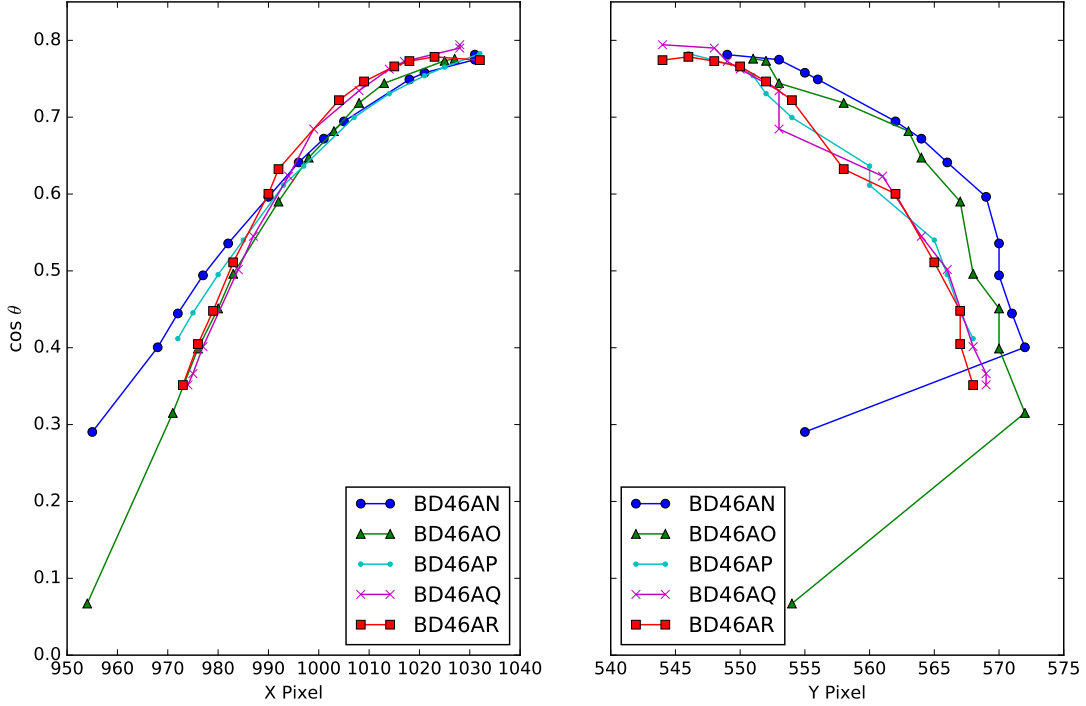 0.8
0.7
0.6
0.5
0.4
0.3
0.2
0.1
0.0
cos θ
950 960 970 980 990 1000 1010 1020 1030 1040
X Pixel
BD46AN
BD46AO
BD46AP
BD46AQ
BD46AR
540 545 550 555 560 565 570 575
Y Pixel
BD46AN
BD46AO
BD46AP
BD46AQ
BD46AR